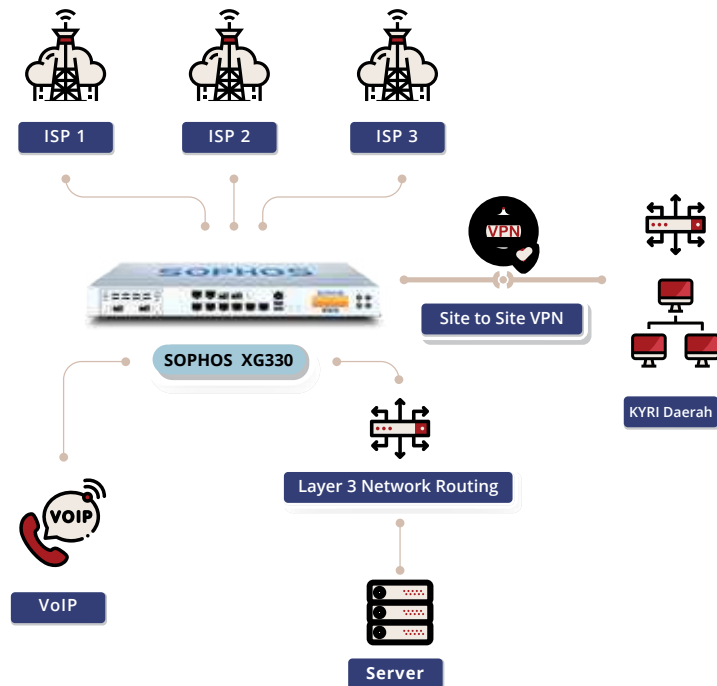 ISP 1
ISP 2
ISP 3
SOPHOS
VPN
Site to Site VPN
SOPHOS XG330
KYRI Daerah
Layer 3 Network Routing
VOIP
VoIP
Server